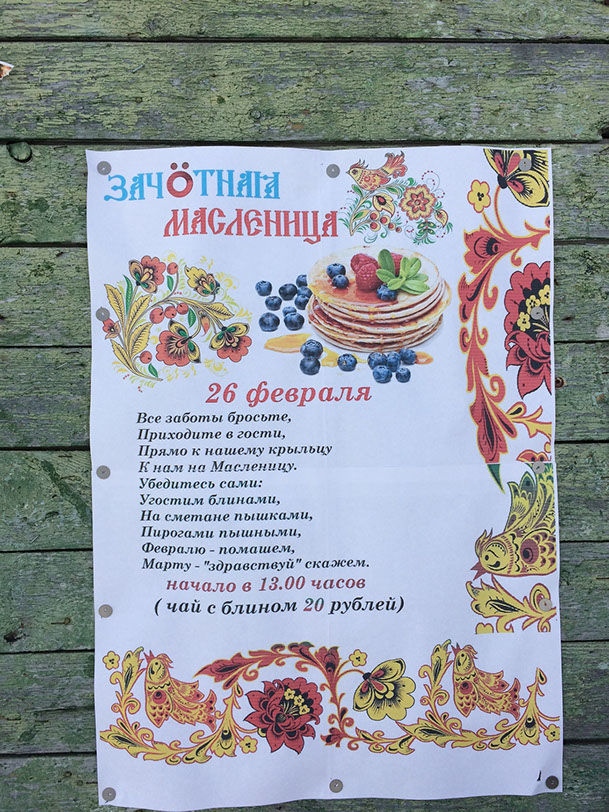 ЗАЧӦТНАЯ
МАСЛЕНИЦА
26 февраля
Все заботы бросьте,
Приходите в гости,
Прямо к нашему крыльцу
К нам на Масленицу.
Убедитесь сами:
Угостим блинами,
На сметане пышками,
Пирогами пышными,
Февралю - помашем,
Марту - "здравствуй" скажем.
начало в 13.00 часов
( чай с блином 20 рублей)